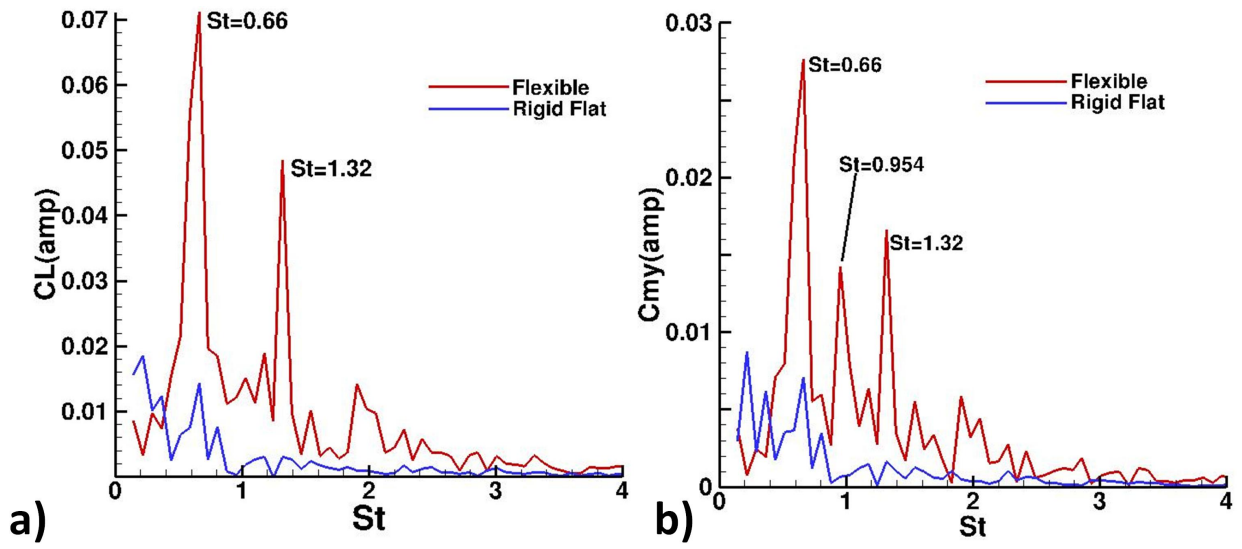 0.07
0.06
0.05
0.04
0.03
0.02
0.01
CL(amp)
St=0.66
St=1.32
Flexible
Rigid Flat
0 1 2 3 4
St
a)
0.03
0.02
0.01
0
Cmy(amp)
St=0.66
St=0.954
St=1.32
Flexible
Rigid Flat
0 1 2 3 4
St
b)